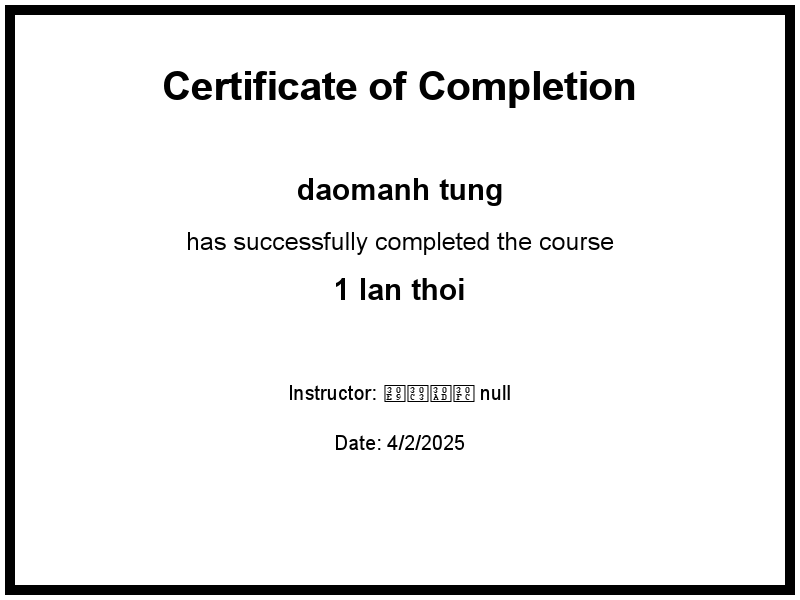 Certificate of Completion
daomanh tung
has successfully completed the course
1 lan thoi
Instructor: null
Date: 4/2/2025